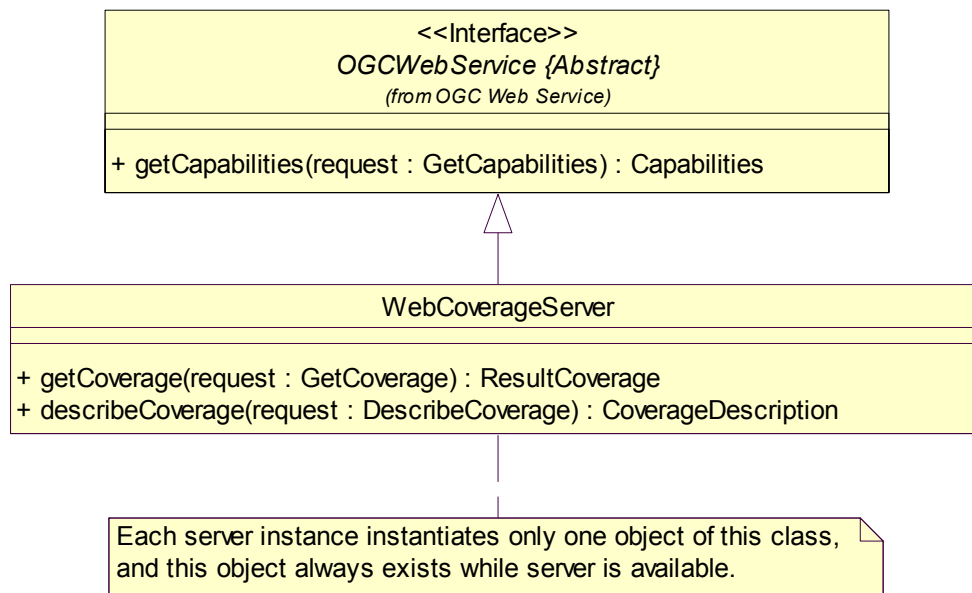 <<Interface>>
OGCWebService {Abstract}
(from OGC Web Service)
+ getCapabilities(request : GetCapabilities) : Capabilities
WebCoverageServer
+ getCoverage(request : GetCoverage) : ResultCoverage
+ describeCoverage(request : DescribeCoverage) : CoverageDescription
Each server instance instantiates only one object of this class,
and this object always exists while server is available.